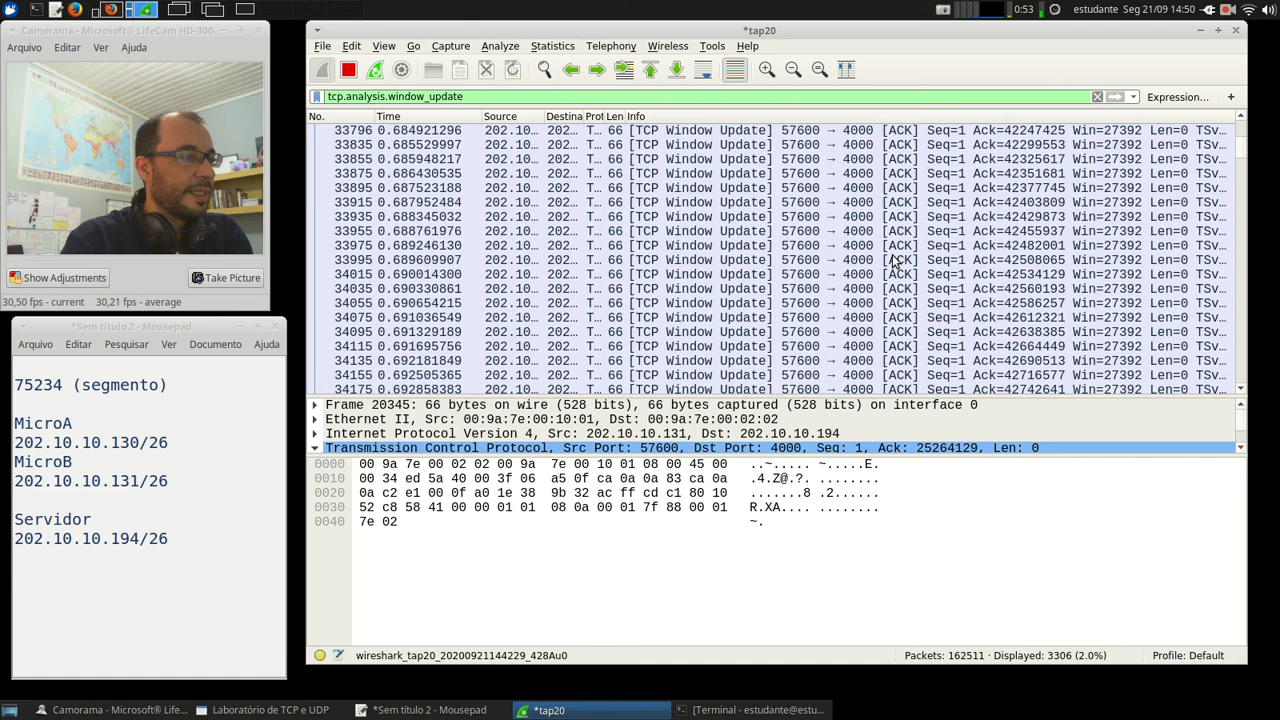 0:53 estudante Seg 21/09 14:50
Camorama - Microsoft® LifeCam HD-300
Arquivo Editar Ver Ajuda
Show Adjustments Take Picture
30,50 fps - current 30,21 fps - average
*Sem título 2 - Mousepad
Arquivo Editar Pesquisar Ver Documento Ajuda
75234 (segmento)
MicroA
202.10.10.130/26
MicroB
202.10.10.131/26
Servidor
202.10.10.194/26
*tap20
File Edit View Go Capture Analyze Statistics Telephony Wireless Tools Help
tcp.analysis.window_update Expression... +
No. Time Source Destina Prot Len Info
33796 0.684921296 202.10… 202… T… 66 [TCP Window Update] 57600 → 4000 [ACK] Seq=1 Ack=42247425 Win=27392 Len=0 TSv…
33835 0.685529997 202.10… 202… T… 66 [TCP Window Update] 57600 → 4000 [ACK] Seq=1 Ack=42299553 Win=27392 Len=0 TSv…
33855 0.685948217 202.10… 202… T… 66 [TCP Window Update] 57600 → 4000 [ACK] Seq=1 Ack=42325617 Win=27392 Len=0 TSv…
33875 0.686430535 202.10… 202… T… 66 [TCP Window Update] 57600 → 4000 [ACK] Seq=1 Ack=42351681 Win=27392 Len=0 TSv…
33895 0.687523188 202.10… 202… T… 66 [TCP Window Update] 57600 → 4000 [ACK] Seq=1 Ack=42377745 Win=27392 Len=0 TSv…
33915 0.687952484 202.10… 202… T… 66 [TCP Window Update] 57600 → 4000 [ACK] Seq=1 Ack=42403809 Win=27392 Len=0 TSv…
33935 0.688345032 202.10… 202… T… 66 [TCP Window Update] 57600 → 4000 [ACK] Seq=1 Ack=42429873 Win=27392 Len=0 TSv…
33955 0.688761976 202.10… 202… T… 66 [TCP Window Update] 57600 → 4000 [ACK] Seq=1 Ack=42455937 Win=27392 Len=0 TSv…
33975 0.689246130 202.10… 202… T… 66 [TCP Window Update] 57600 → 4000 [ACK] Seq=1 Ack=42482001 Win=27392 Len=0 TSv…
33995 0.689609907 202.10… 202… T… 66 [TCP Window Update] 57600 → 4000 [ACK] Seq=1 Ack=42508065 Win=27392 Len=0 TSv…
34015 0.690014300 202.10… 202… T… 66 [TCP Window Update] 57600 → 4000 [ACK] Seq=1 Ack=42534129 Win=27392 Len=0 TSv…
34035 0.690330861 202.10… 202… T… 66 [TCP Window Update] 57600 → 4000 [ACK] Seq=1 Ack=42560193 Win=27392 Len=0 TSv…
34055 0.690654215 202.10… 202… T… 66 [TCP Window Update] 57600 → 4000 [ACK] Seq=1 Ack=42586257 Win=27392 Len=0 TSv…
34075 0.691036549 202.10… 202… T… 66 [TCP Window Update] 57600 → 4000 [ACK] Seq=1 Ack=42612321 Win=27392 Len=0 TSv…
34095 0.691329189 202.10… 202… T… 66 [TCP Window Update] 57600 → 4000 [ACK] Seq=1 Ack=42638385 Win=27392 Len=0 TSv…
34115 0.691695756 202.10… 202… T… 66 [TCP Window Update] 57600 → 4000 [ACK] Seq=1 Ack=42664449 Win=27392 Len=0 TSv…
34135 0.692181849 202.10… 202… T… 66 [TCP Window Update] 57600 → 4000 [ACK] Seq=1 Ack=42690513 Win=27392 Len=0 TSv…
34155 0.692505365 202.10… 202… T… 66 [TCP Window Update] 57600 → 4000 [ACK] Seq=1 Ack=42716577 Win=27392 Len=0 TSv…
34175 0.692858383 202.10… 202… T… 66 [TCP Window Update] 57600 → 4000 [ACK] Seq=1 Ack=42742641 Win=27392 Len=0 TSv…
Frame 20345: 66 bytes on wire (528 bits), 66 bytes captured (528 bits) on interface 0
Ethernet II, Src: 00:9a:7e:00:10:01, Dst: 00:9a:7e:00:02:02
Internet Protocol Version 4, Src: 202.10.10.131, Dst: 202.10.10.194
Transmission Control Protocol, Src Port: 57600, Dst Port: 4000, Seq: 1, Ack: 25264129, Len: 0
0000 00 9a 7e 00 02 02 00 9a 7e 00 10 01 08 00 45 00 ..~..... ~.....E.
0010 00 34 ed 5a 40 00 3f 06 a5 0f ca 0a 0a 83 ca 0a .4.Z@.?. ........
0020 0a c2 e1 00 0f a0 1e 38 9b 32 ac ff cd c1 80 10 .......8 .2......
0030 52 c8 58 41 00 00 01 01 08 0a 00 01 7f 88 00 01 R.XA.... ........
0040 7e 02 ~.
wireshark_tap20_20200921144229_428Au0 Packets: 162511 · Displayed: 3306 (2.0%) Profile: Default
Camorama - Microsoft® Life... Laboratório de TCP e UDP *Sem título 2 - Mousepad *tap20 [Terminal - estudante@estu...